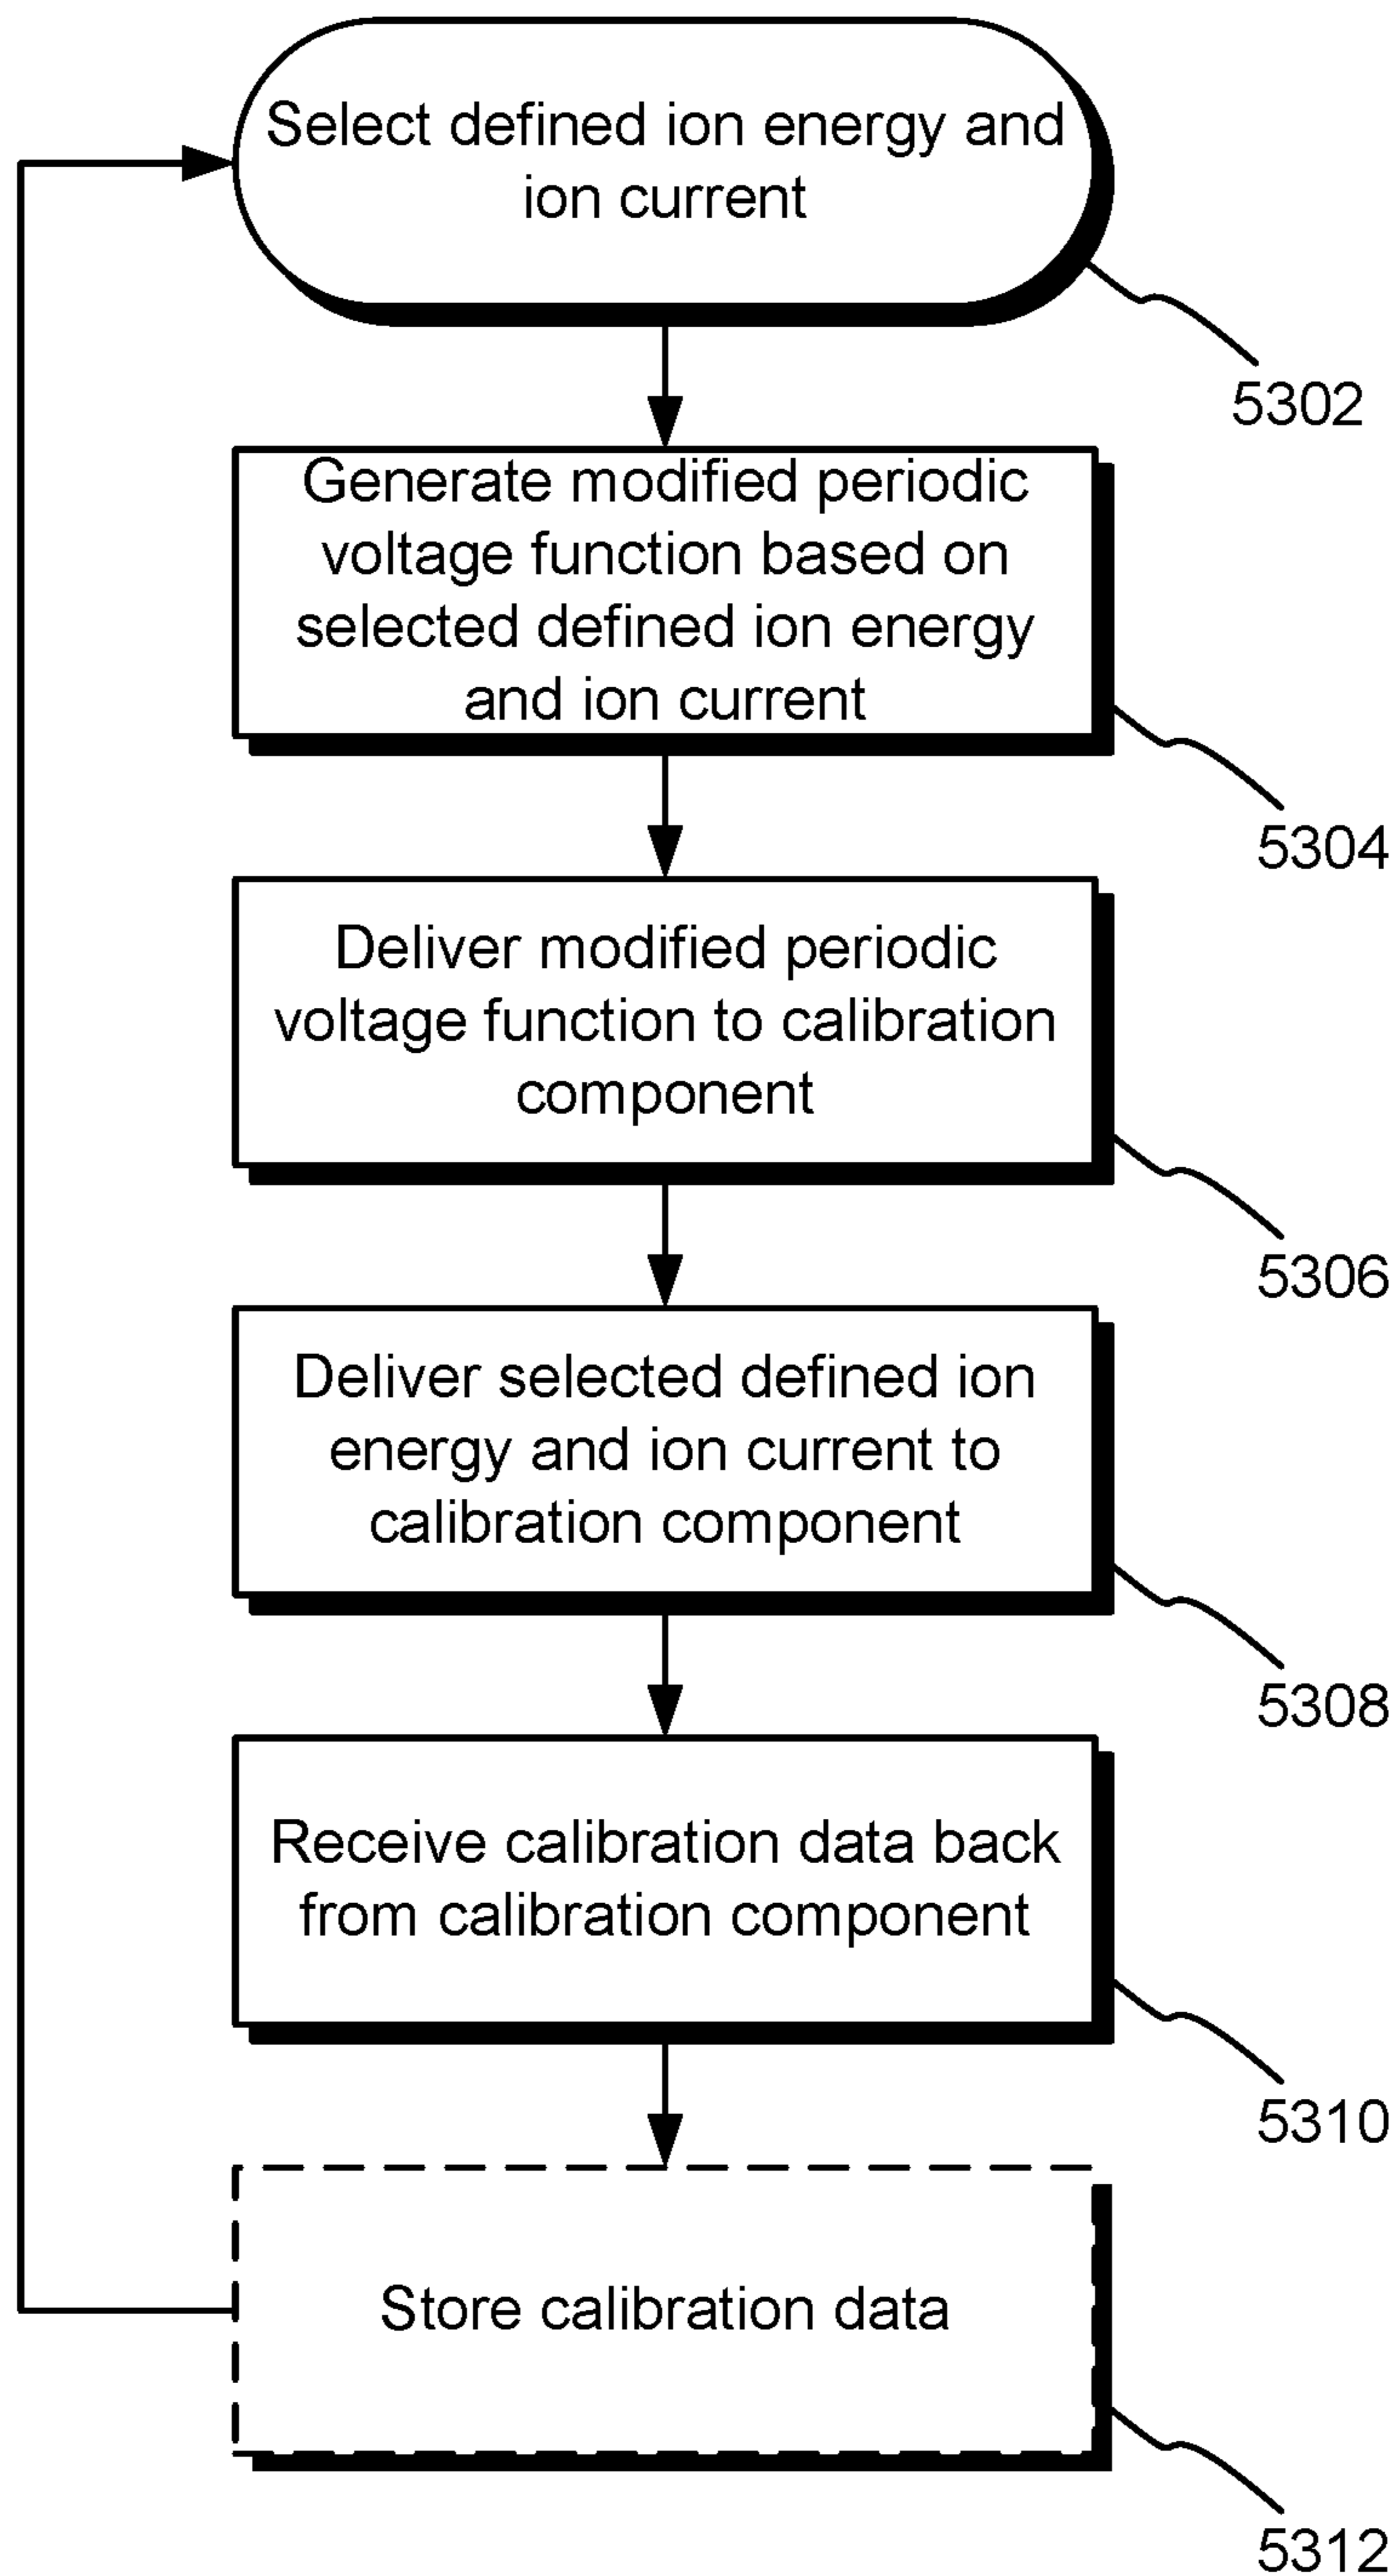 Select defined ion energy and
ion current
5302
Generate modified periodic
voltage function based on
selected defined ion energy
and ion current
5304
Deliver modified periodic
voltage function to calibration
component
5306
Deliver selected defined ion
energy and ion current to
calibration component
5308
Receive calibration data back
from calibration component
5310
Store calibration data
5312